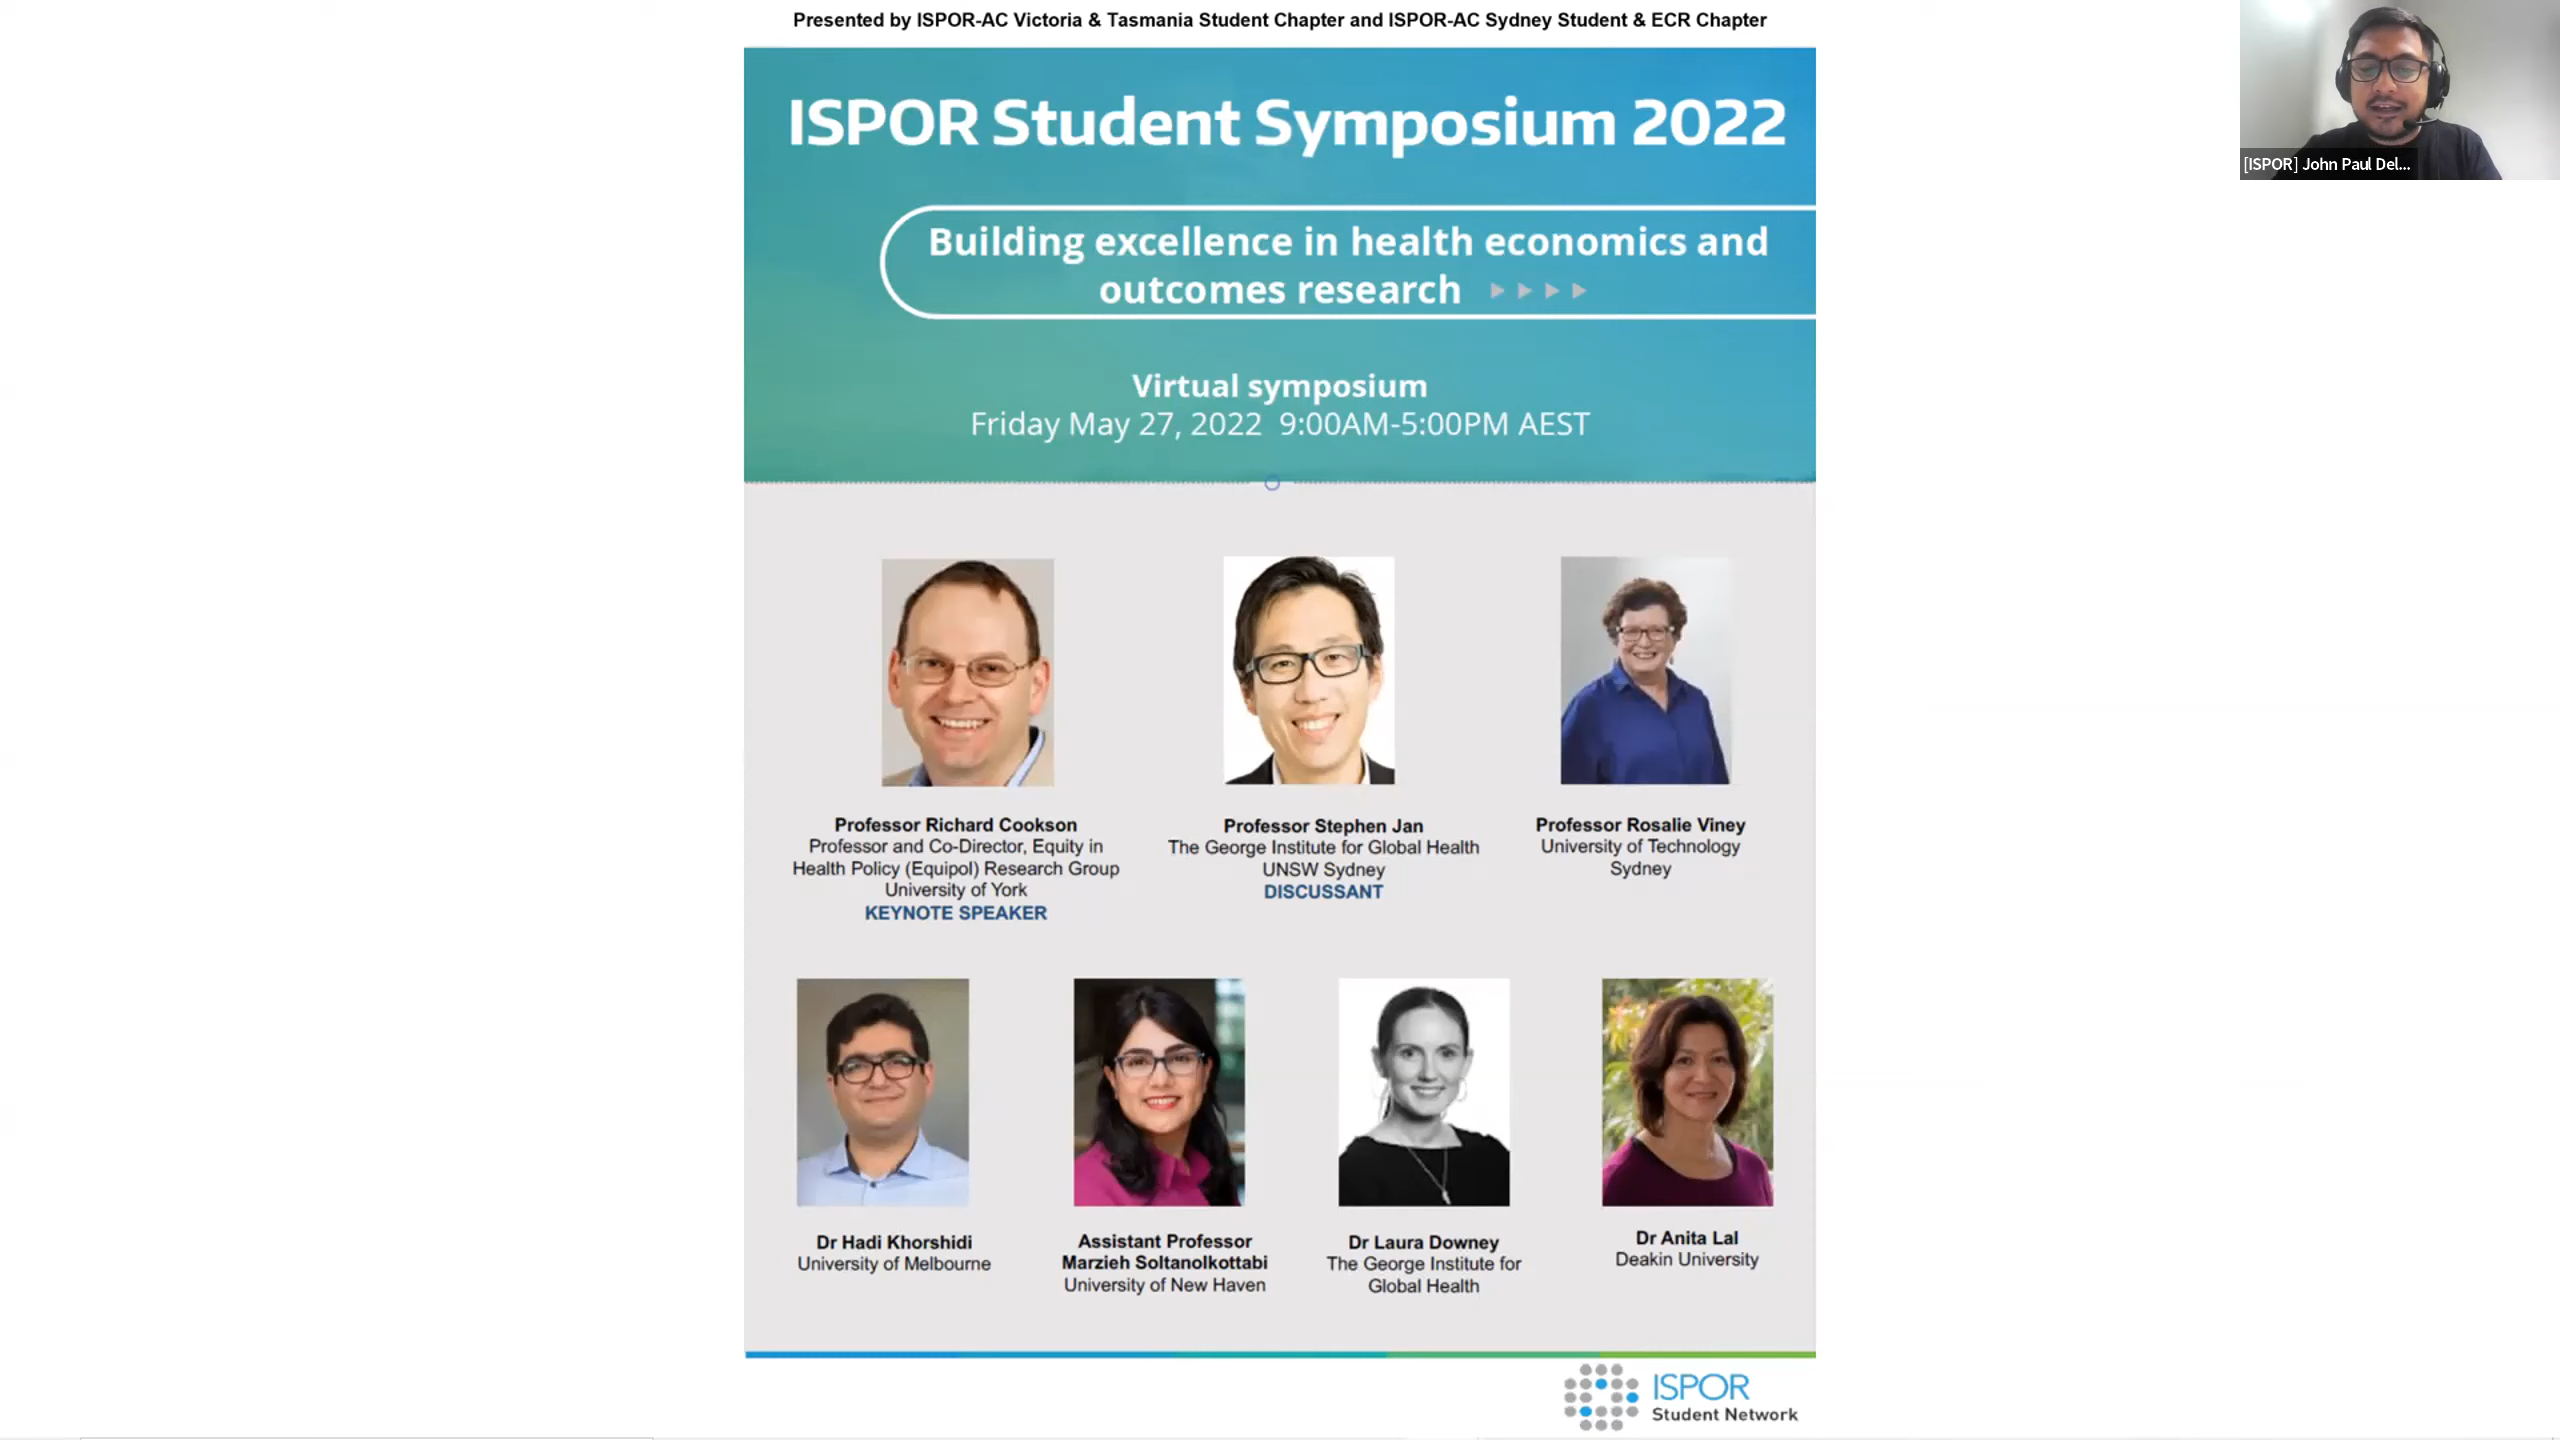 Presented by ISPOR-AC Victoria & Tasmania Student Chapter and ISPOR-AC Sydney Student & ECR Chapter
[ISPOR] John Paul Del...
ISPOR Student Symposium 2022
Building excellence in health economics and
outcomes research
Virtual symposium
Friday May 27, 2022 9:00AM-5:00PM AEST
Professor Richard Cookson
Professor and Co-Director, Equity in
Health Policy (Equipol) Research Group
University of York
KEYNOTE SPEAKER
Professor Stephen Jan
The George Institute for Global Health
UNSW Sydney
DISCUSSANT
Professor Rosalie Viney
University of Technology
Sydney
Dr Hadi Khorshidi
University of Melbourne
Assistant Professor
Marzieh Soltanolkottabi
University of New Haven
Dr Laura Downey
The George Institute for
Global Health
Dr Anita Lal
Deakin University
ISPOR
Student Network